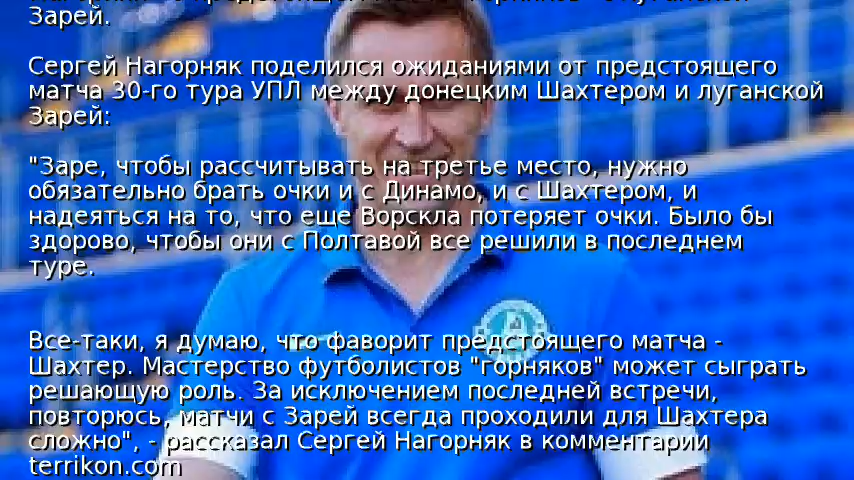 Зарей.
Сергей Нагорняк поделился ожиданиями от предстоящего
матча 30-го тура УПЛ между донецким Шахтером и луганской
Зарей:
"Заре, чтобы рассчитывать на третье место, нужно
обязательно брать очки и с Динамо, и с Шахтером, и
надеяться на то, что еще Ворскла потеряет очки. Было бы
здорово, чтобы они с Полтавой все решили в последнем
туре.
Все-таки, я думаю, что фаворит предстоящего матча -
Шахтер. Мастерство футболистов "горняков" может сыграть
решающую роль. За исключением последней встречи,
повторюсь, матчи с Зарей всегда проходили для Шахтера
сложно", - рассказал Сергей Нагорняк в комментарии
terrikon.com